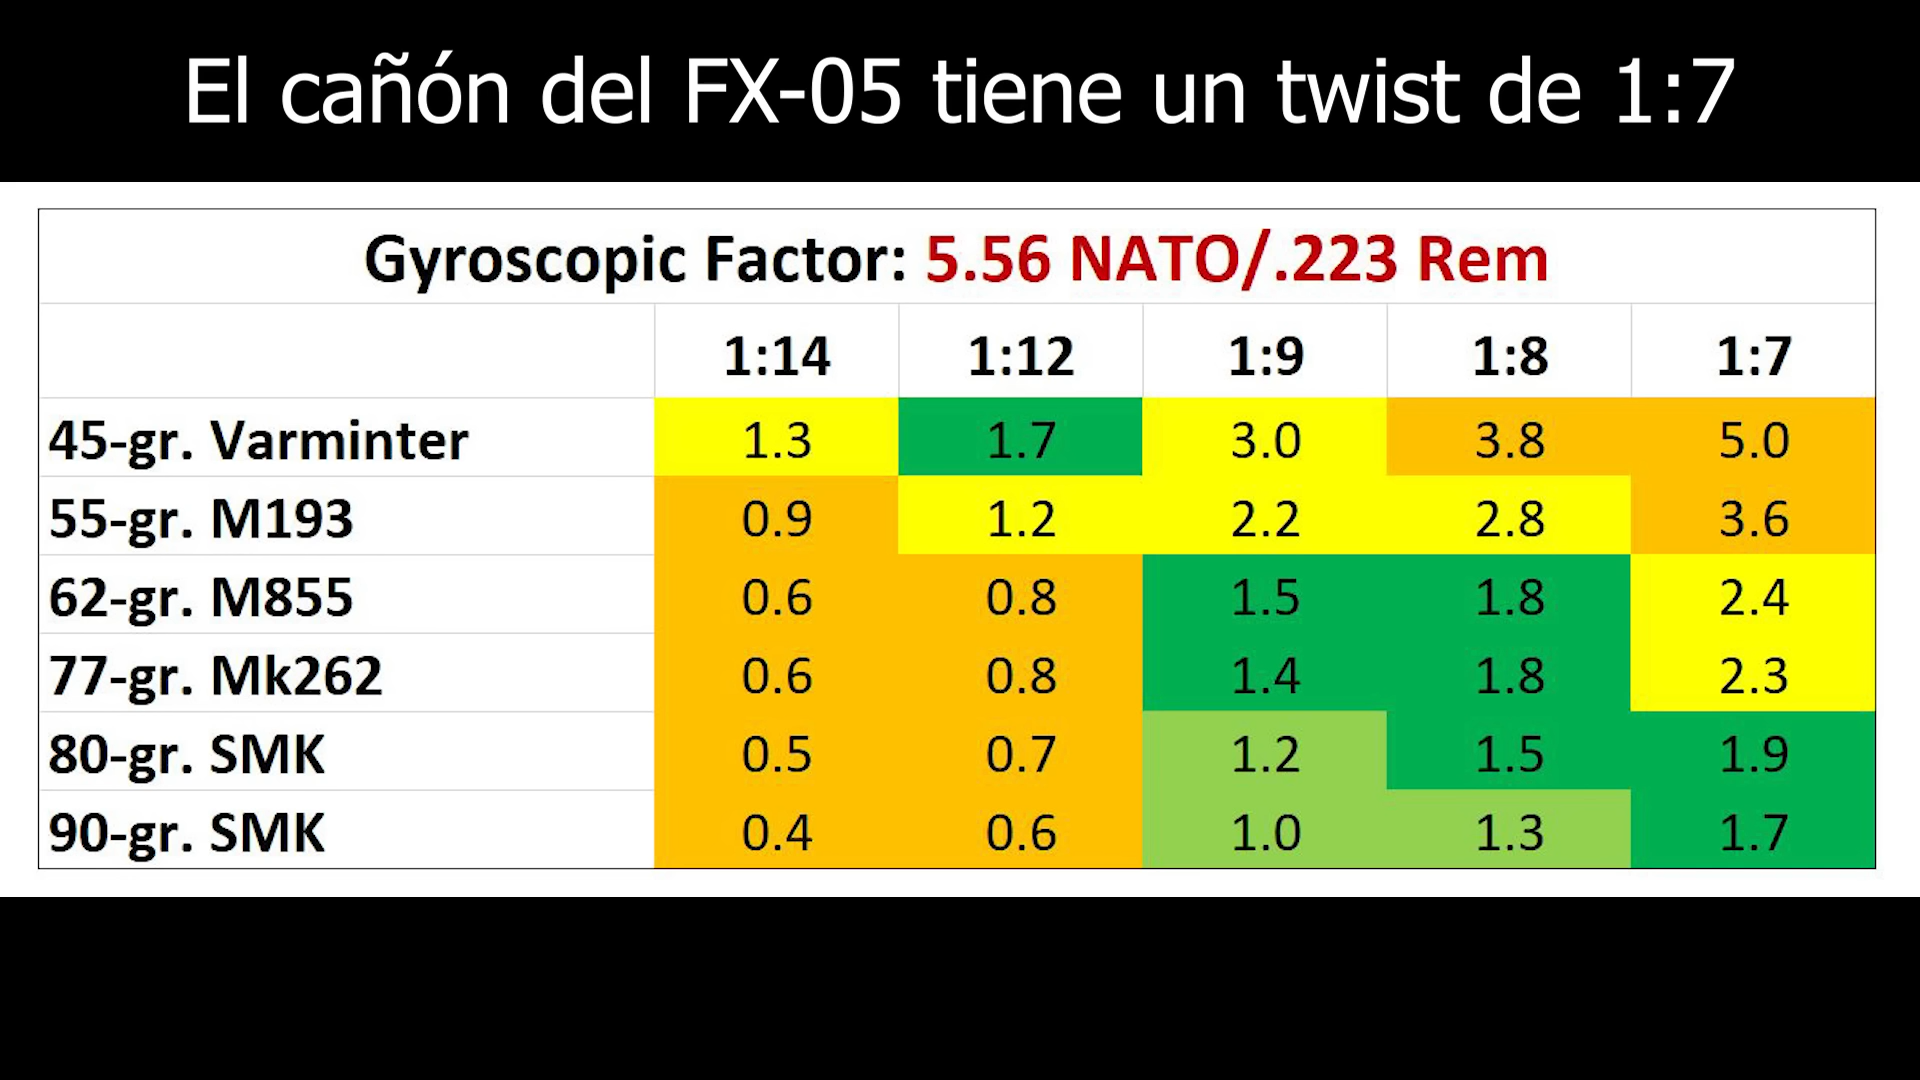 El cañón del FX-05 tiene un twist de 1:7
Gyroscopic Factor: 5.56 NATO/.223 Rem
1:14 1:12 1:9 1:8 1:7
45-gr. Varminter 1.3 1.7 3.0 3.8 5.0
55-gr. M193 0.9 1.2 2.2 2.8 3.6
62-gr. M855 0.6 0.8 1.5 1.8 2.4
77-gr. Mk262 0.6 0.8 1.4 1.8 2.3
80-gr. SMK 0.5 0.7 1.2 1.5 1.9
90-gr. SMK 0.4 0.6 1.0 1.3 1.7